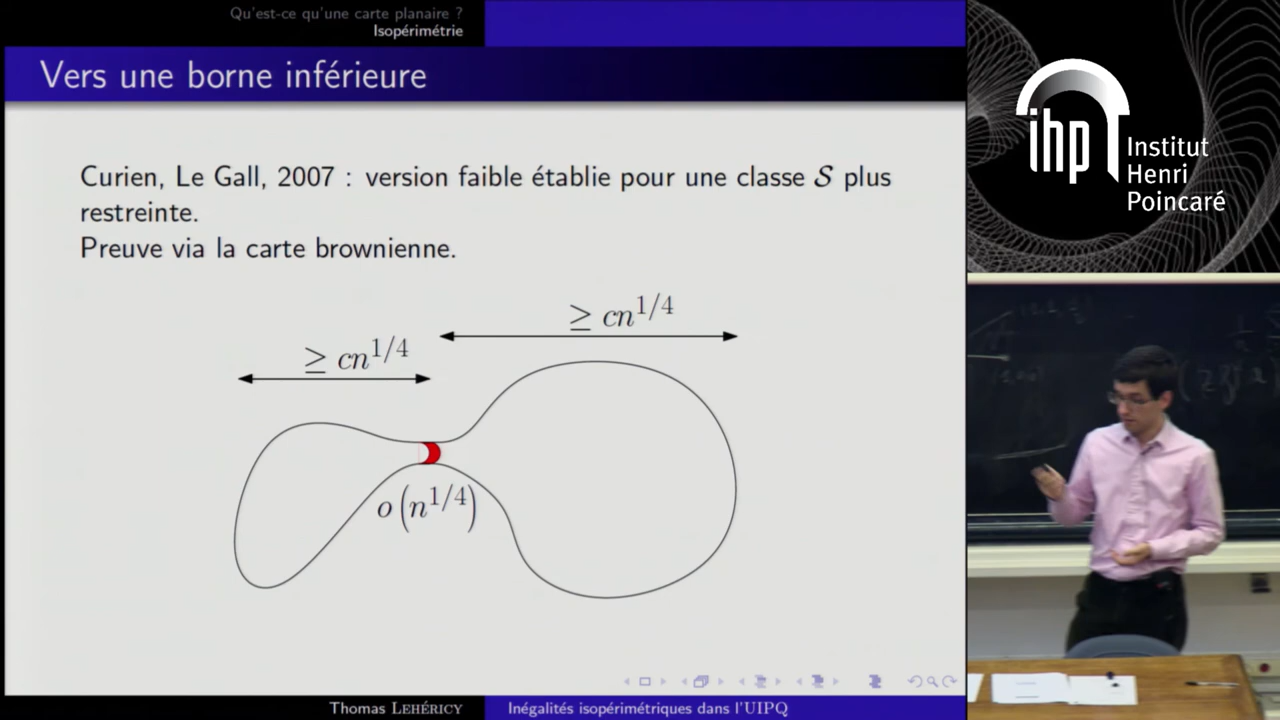 Qu'est-ce qu'une carte planaire ?
Isopérimétrie
Vers une borne inférieure
Curien, Le Gall, 2007 : version faible établie pour une classe 𝒮 plus
restreinte.
Preuve via la carte brownienne.
≥ cn^{1/4}
≥ cn^{1/4}
o(n^{1/4})
Thomas LEHÉRICY
Inégalités isopérimétriques dans l'UIPQ
ihp
Institut
Henri
Poincaré